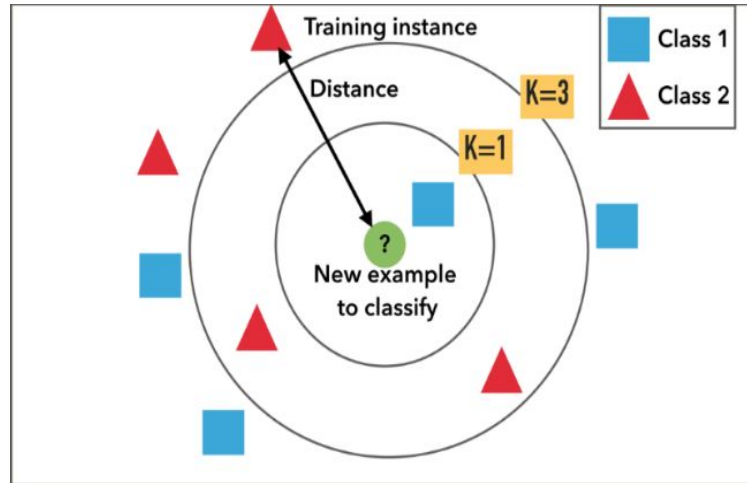 Training instance
Class 1
Distance
K=3
Class 2
K=1
?
New example
to classify